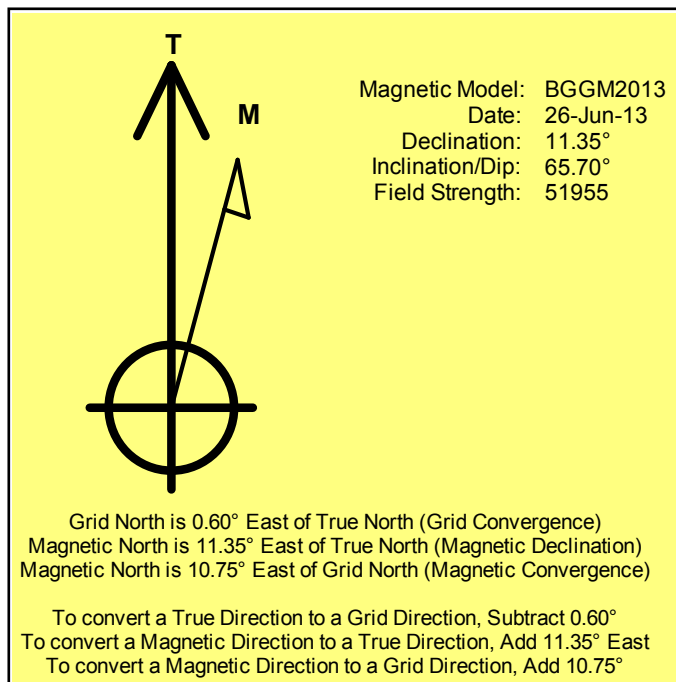 T
M
Magnetic Model: BGGM2013
Date: 26-Jun-13
Declination: 11.35°
Inclination/Dip: 65.70°
Field Strength: 51955
Grid North is 0.60° East of True North (Grid Convergence)
Magnetic North is 11.35° East of True North (Magnetic Declination)
Magnetic North is 10.75° East of Grid North (Magnetic Convergence)
To convert a True Direction to a Grid Direction, Subtract 0.60°
To convert a Magnetic Direction to a True Direction, Add 11.35° East
To convert a Magnetic Direction to a Grid Direction, Add 10.75°